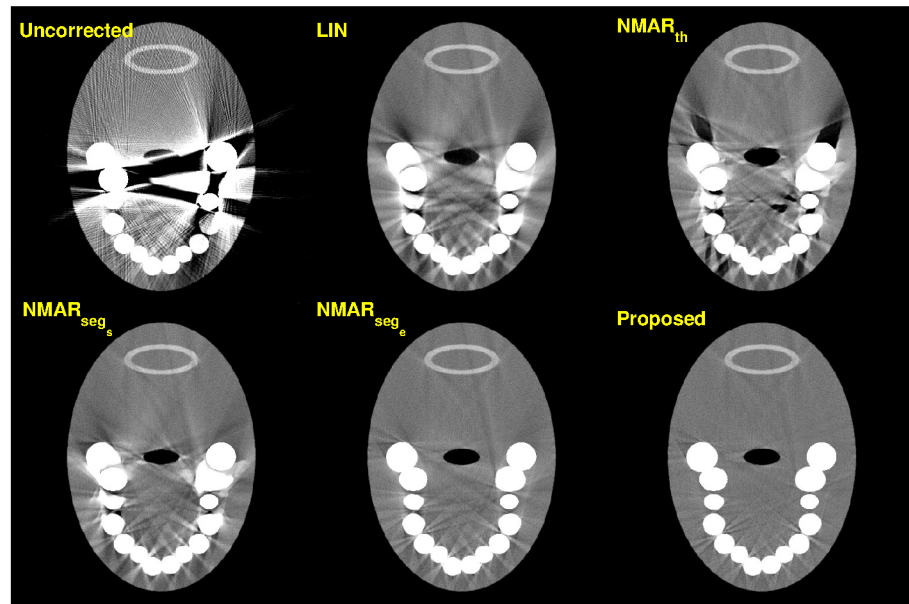 Uncorrected
LIN
NMARth
NMARsegs
NMARsege
Proposed